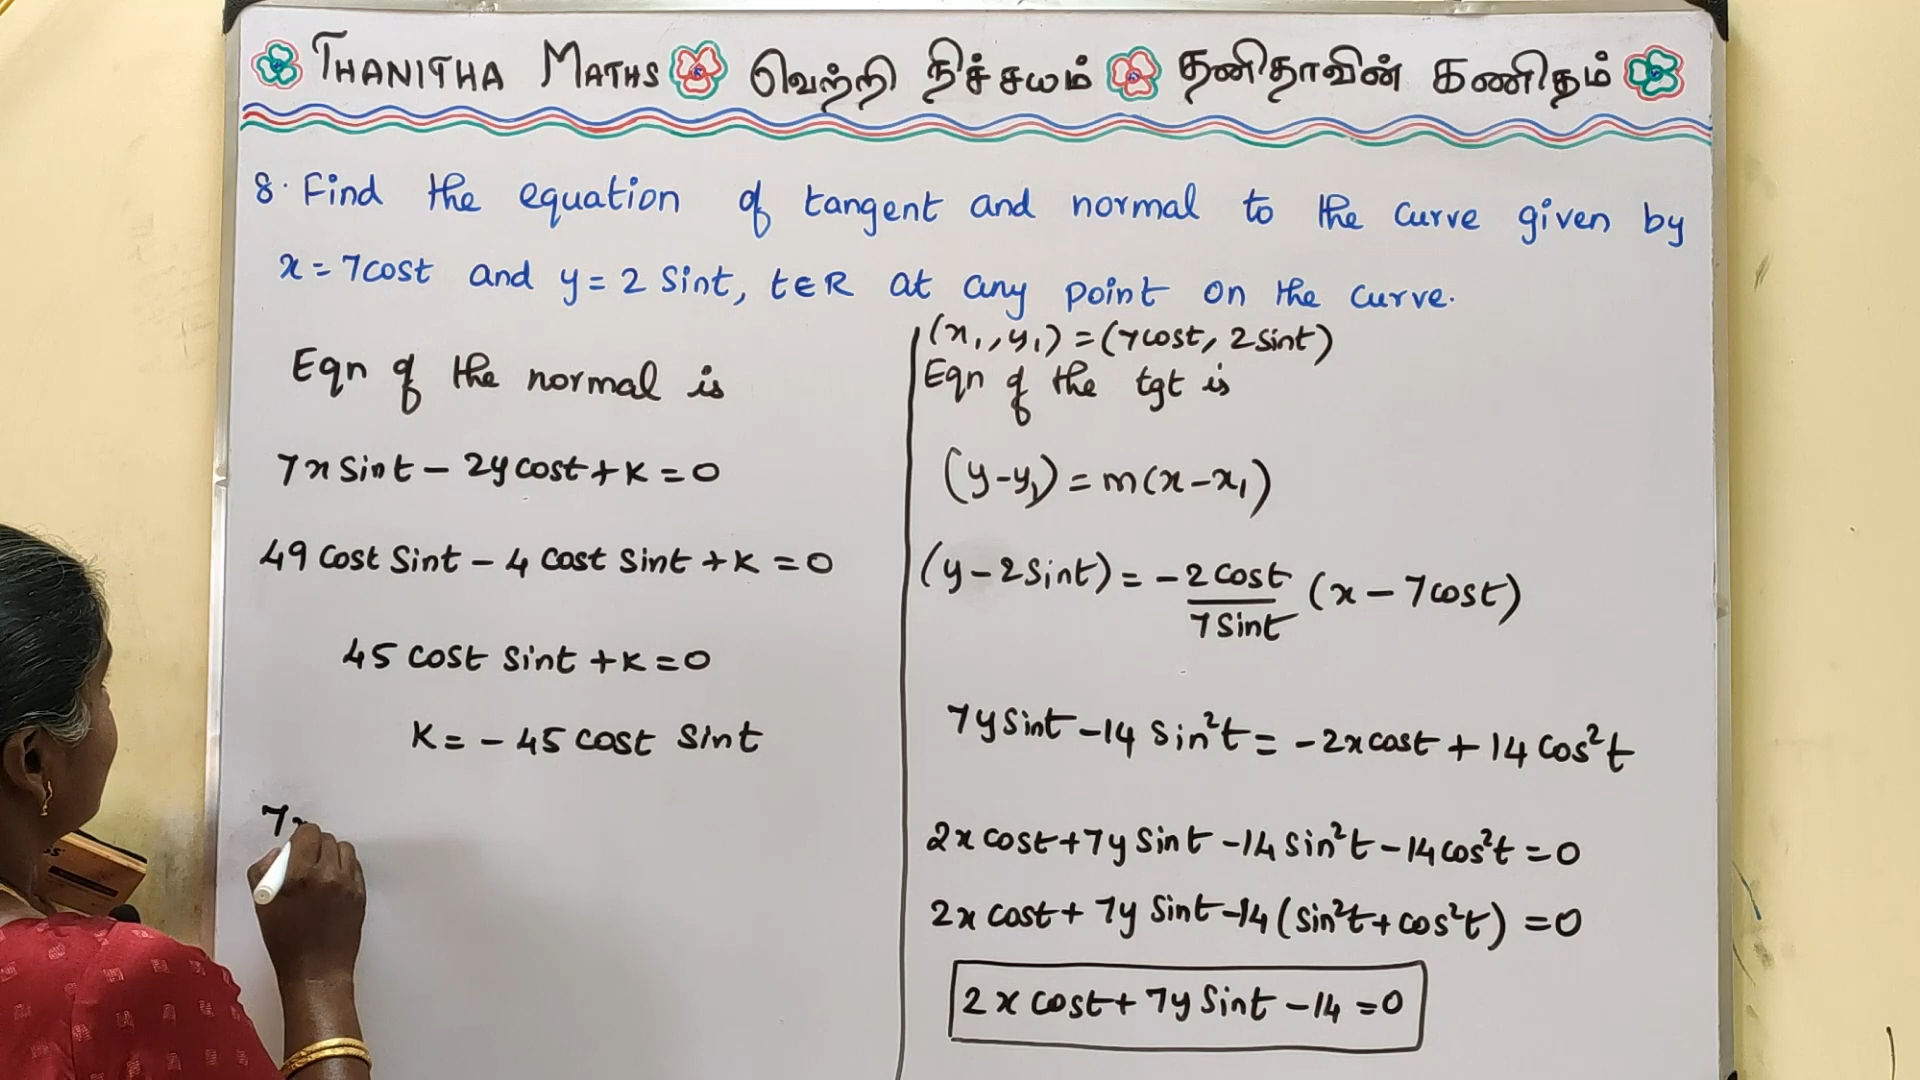 THANITHA MATHS வெற்றி நிச்சயம் தனிதாவின் கணிதம்
8. Find the equation of tangent and normal to the curve given by
x = 7cost and y = 2 Sint, t∈R at any point on the curve.
Eqn of the normal is
7x Sint - 2y cost + K = 0
49 Cost Sint - 4 Cost Sint + K = 0
45 Cost Sint + K = 0
K = - 45 Cost Sint
7x
(x₁, y₁) = (7cost, 2Sint)
Eqn of the tgt is
(y - y₁) = m(x - x₁)
(y - 2Sint) = -2 Cost/7 Sint (x - 7Cost)
7y Sint - 14 Sin²t = -2x cost + 14 Cos²t
2x cost + 7y Sint - 14 Sin²t - 14 Cos²t = 0
2x cost + 7y Sint - 14 (Sin²t + Cos²t) = 0
2x cost + 7y Sint - 14 = 0